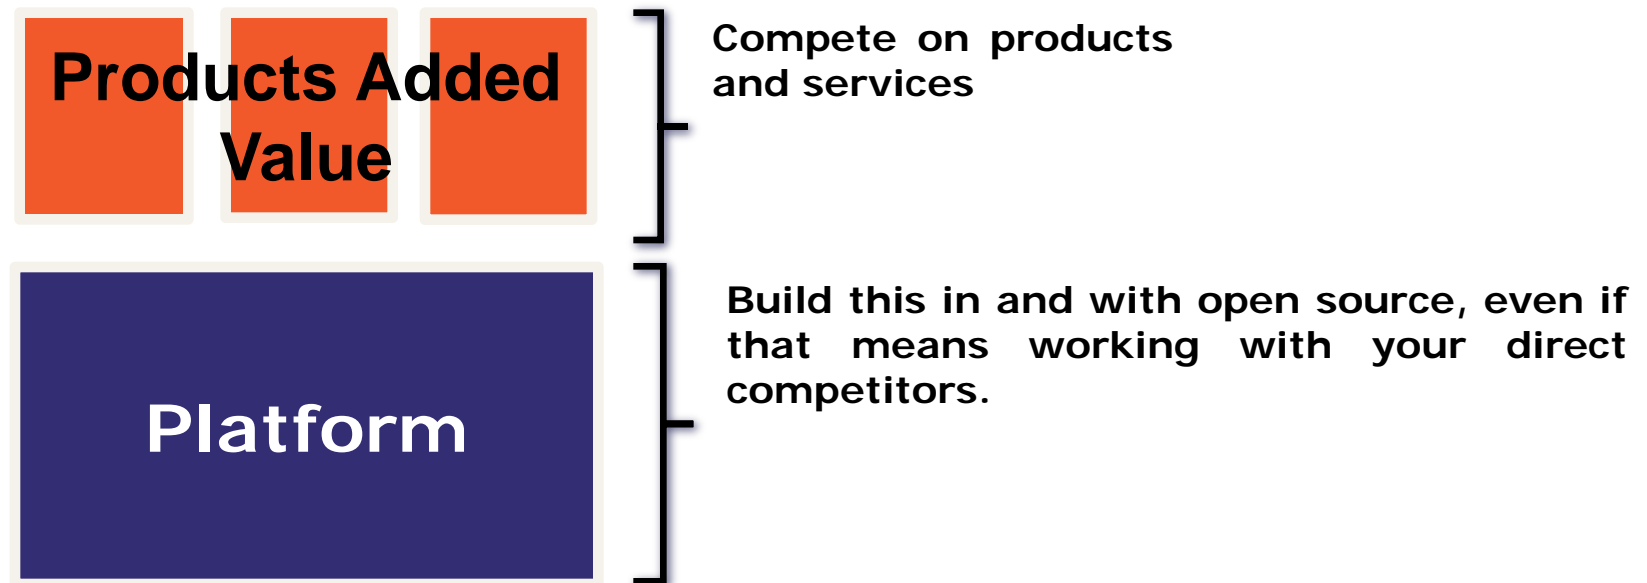 Products Added
Value
Compete on products
and services
Platform
Build this in and with open source, even if
that means working with your direct
competitors.